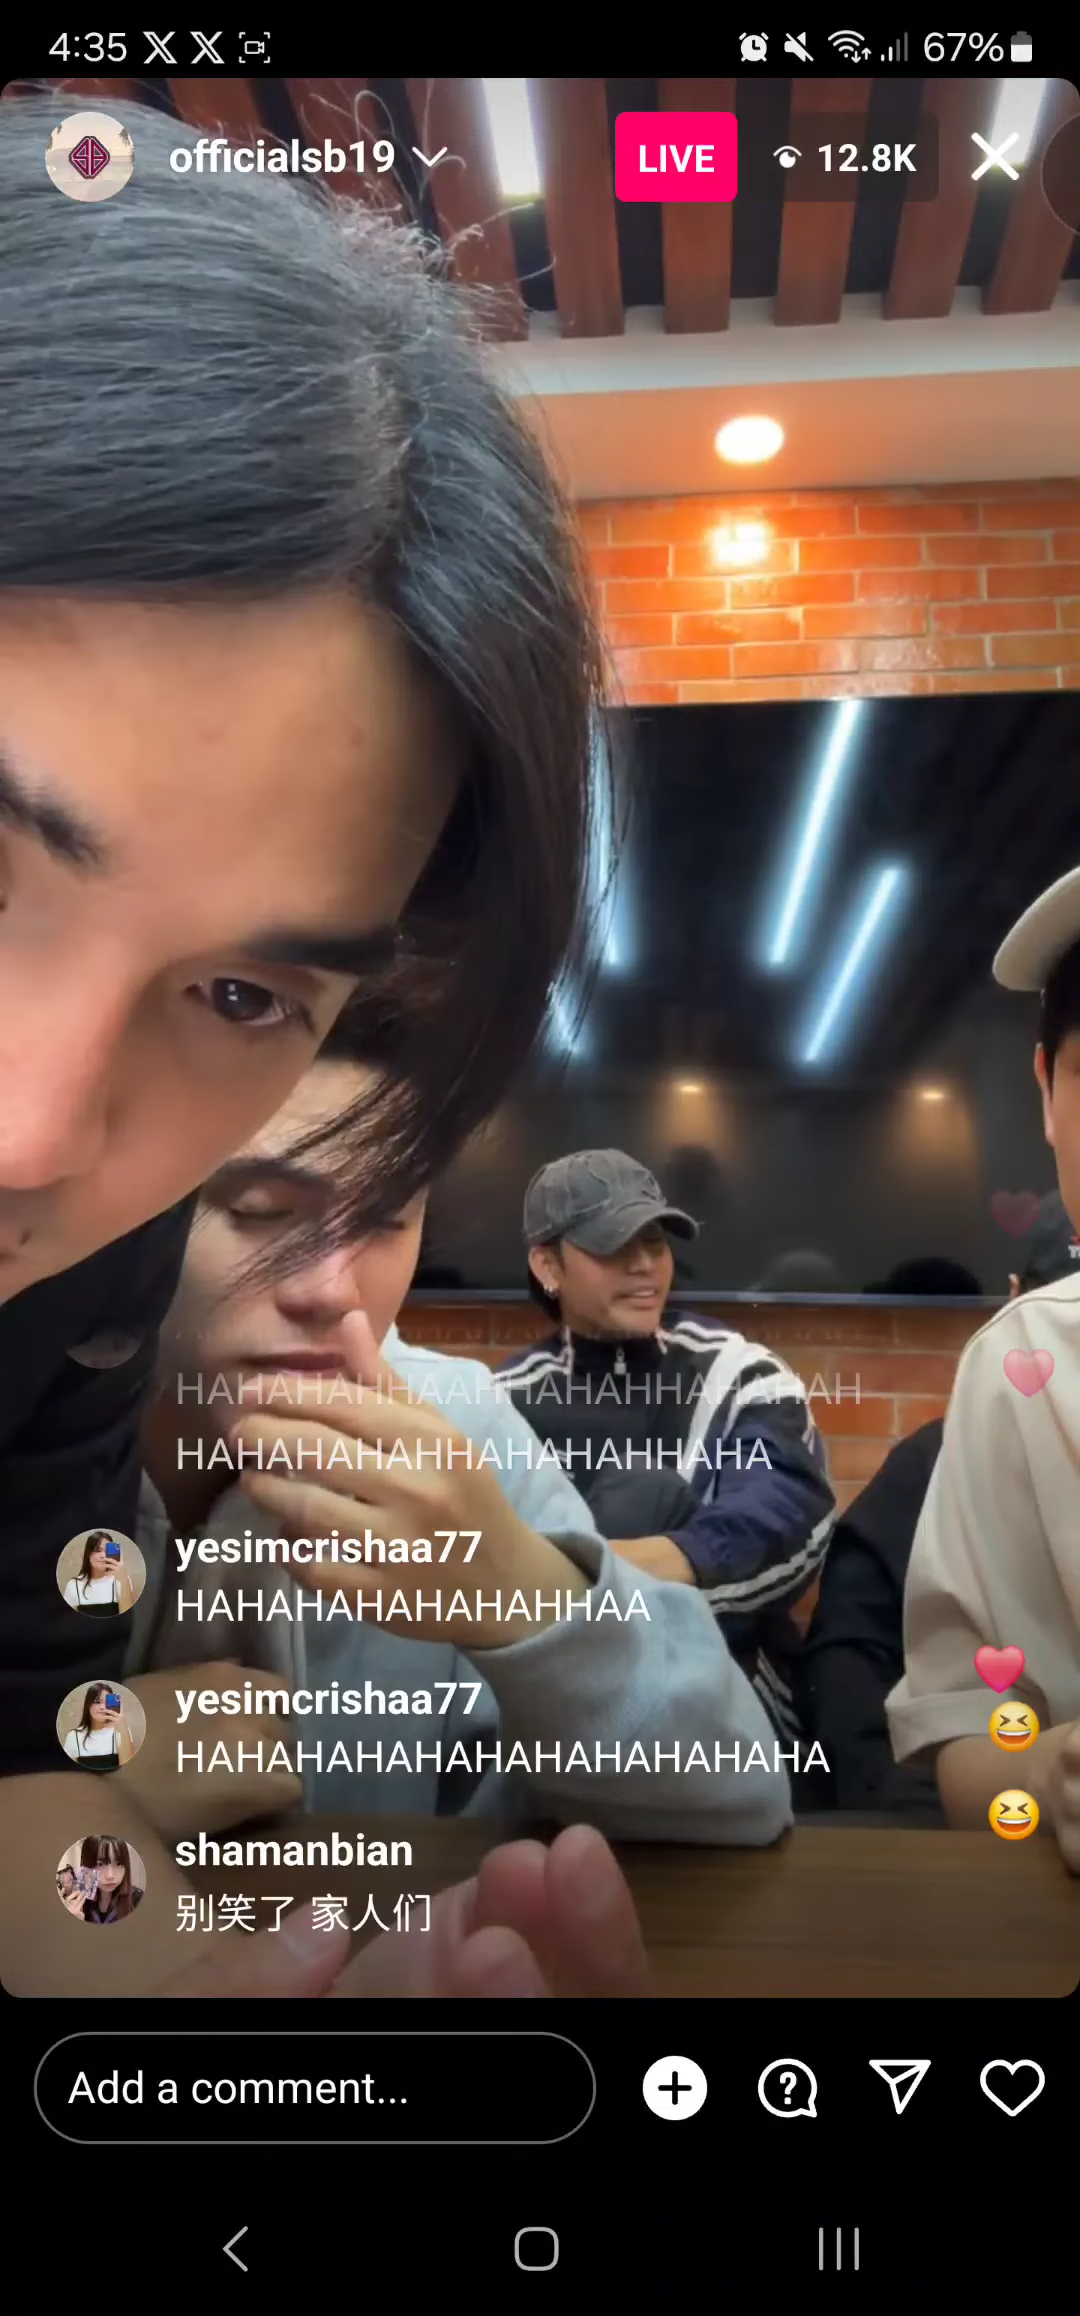 4:35
67%
officialsb19
LIVE
12.8K
HAHAHAHHAAHHAHAHHAHAHAH
HAHAHAHAHHAHAHAHHAHA
yesimcrishaa77
HAHAHAHAHAHAHAHHAA
yesimcrishaa77
HAHAHAHAHAHAHAHAHAHAHA
shamanbian
别笑了 家人们
Add a comment...